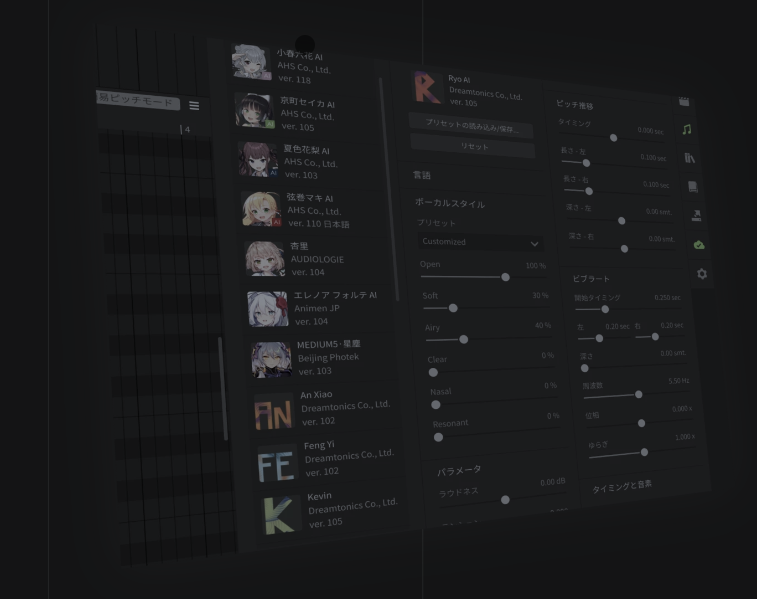 易ピッチモード
4
小春六花 AI
AHS Co., Ltd.
ver. 118
京町セイカ AI
AHS Co., Ltd.
ver. 105
夏色花梨 AI
AHS Co., Ltd.
ver. 103
弦巻マキ AI
AHS Co., Ltd.
ver. 110 日本語
杏里
AUDIOLOGIE
ver. 104
エレノア フォルテ AI
Animen JP
ver. 104
MEDIUM5-星塵
Beijing Photek
ver. 103
An Xiao
Dreamtonics Co., Ltd.
ver. 102
Feng Yi
Dreamtonics Co., Ltd.
ver. 102
Kevin
Dreamtonics Co., Ltd.
ver. 105
Ryo AI
Dreamtonics Co., Ltd.
ver. 105
プリセットの読み込み/保存...
リセット
言語
ボーカルスタイル
プリセット
Customized
Open 100 %
Soft 30 %
Airy 40 %
Clear 0 %
Nasal 0 %
Resonant 0 %
パラメータ
ラウドネス 0.00 dB
ピッチ推移
タイミング 0.000 sec
長さ - 左 0.100 sec
長さ - 右 0.100 sec
深さ - 左 0.00 smt.
深さ - 右 0.00 smt.
ビブラート
開始タイミング 0.250 sec
左 0.20 sec 右 0.20 sec
深さ 0.00 smt
周波数 5.50 Hz
位相 0.000 x
ゆらぎ 1.000 x
タイミングと音素